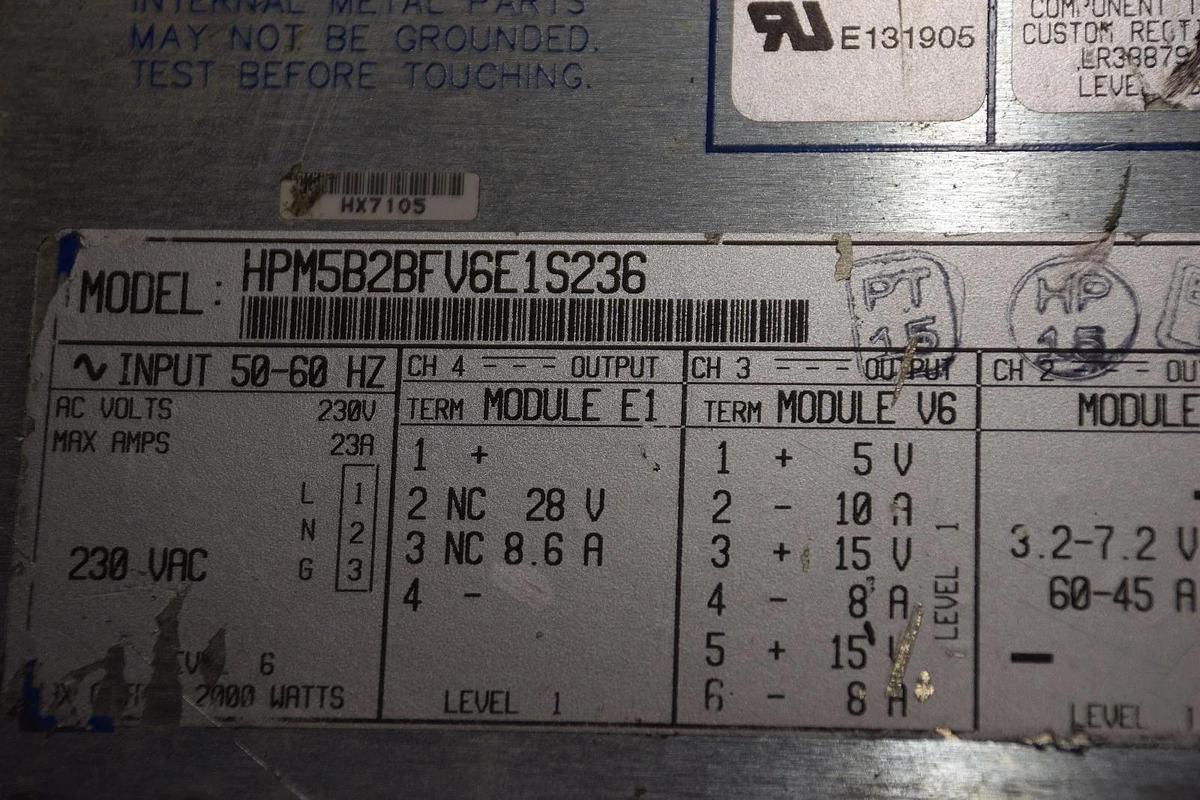 INTERNAL METAL PARTS
MAY NOT BE GROUNDED.
TEST BEFORE TOUCHING.
E131905
COMPONENT
CUSTOM
LEVEL
HX7105
MODEL: HPM5B2BFV6E1S236
PT
15
HP
15
∿ INPUT 50-60 HZ
AC VOLTS 230V
MAX AMPS 23A
L 1
N 2
G 3
230 VAC
6
2000 WATTS
CH 4 --- OUTPUT
TERM MODULE E1
1 +
2 NC 28 V
3 NC 8.6 A
4 -
LEVEL 1
CH 3 --- OUTPUT
TERM MODULE V6
1 + 5 V
2 - 10 A
3 + 15 V
4 - 8 A
5 + 15 V
6 - 8 A
LEVEL 1
CH 2 ---
MODULE
3.2-7.2 V
60-45 A
-
LEVEL 1